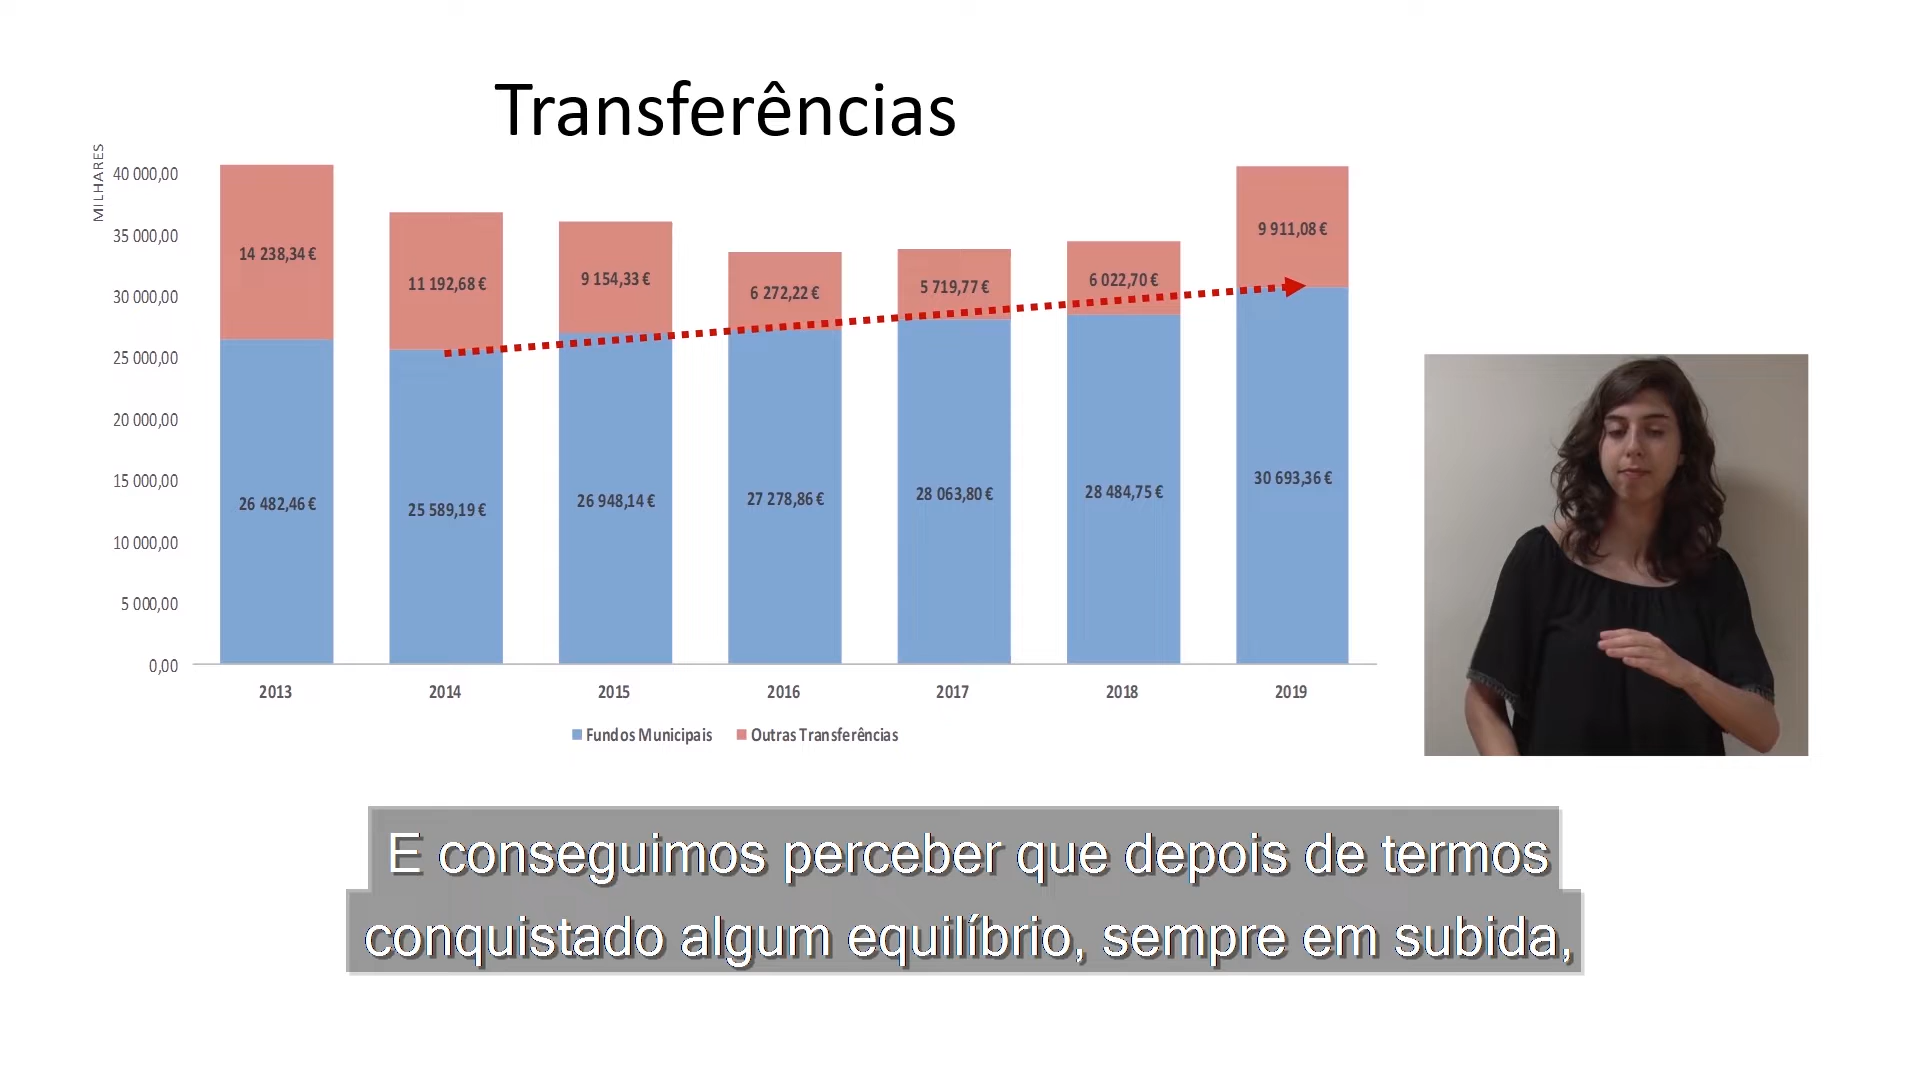 Transferências
MILHARES
40 000,00
35 000,00
30 000,00
25 000,00
20 000,00
15 000,00
10 000,00
5 000,00
0,00
14 238,34 €
11 192,68 €
9 154,33 €
6 272,22 €
5 719,77 €
6 022,70 €
9 911,08 €
26 482,46 €
25 589,19 €
26 948,14 €
27 278,86 €
28 063,80 €
28 484,75 €
30 693,36 €
2013 2014 2015 2016 2017 2018 2019
Fundos Municipais Outras Transferências
E conseguimos perceber que depois de termos
conquistado algum equilíbrio, sempre em subida,